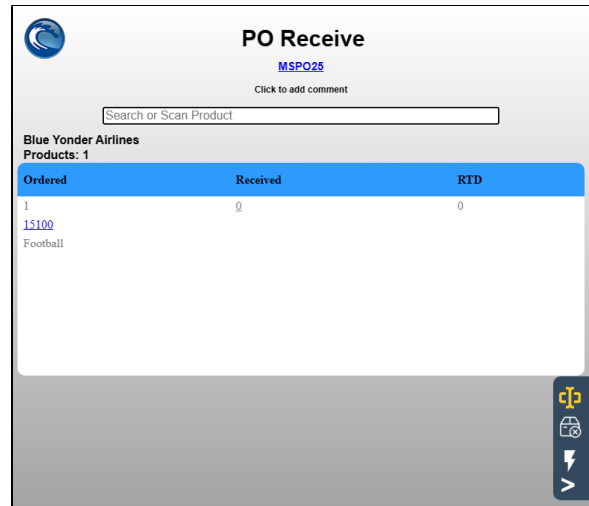 PO Receive
MSPO25
Click to add comment
Search or Scan Product
Blue Yonder Airlines
Products: 1
Ordered Received RTD
1 0 0
15100
Football